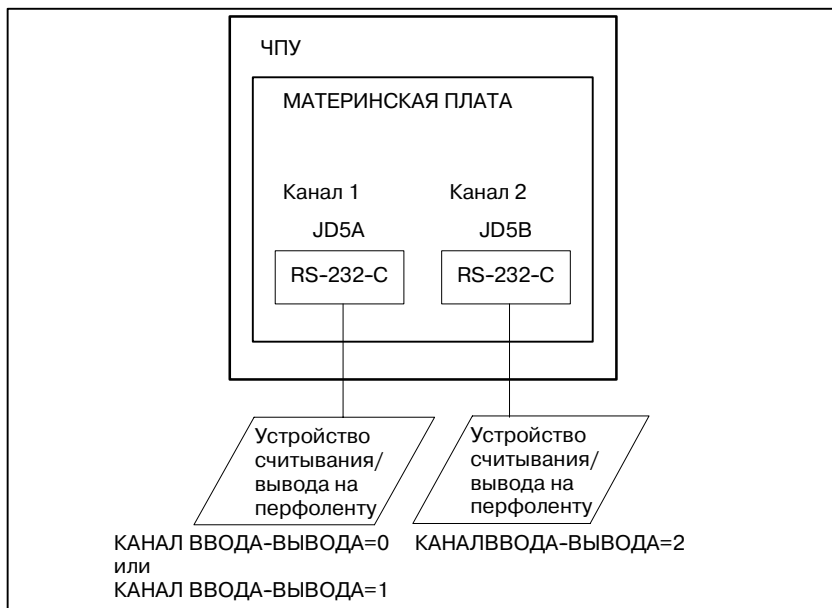 ЧПУ
МАТЕРИНСКАЯ ПЛАТА
Канал 1
Канал 2
JD5A
JD5B
RS-232-C
RS-232-C
Устройство
считывания/
вывода на
перфоленту
Устройство
считывания/
вывода на
перфоленту
КАНАЛ ВВОДА-ВЫВОДА=0
или
КАНАЛ ВВОДА-ВЫВОДА=1
КАНАЛВВОДА-ВЫВОДА=2